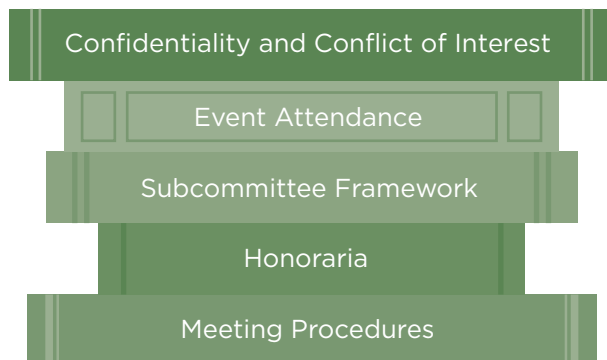 Confidentiality and Conflict of Interest
Event Attendance
Subcommittee Framework
Honoraria
Meeting Procedures